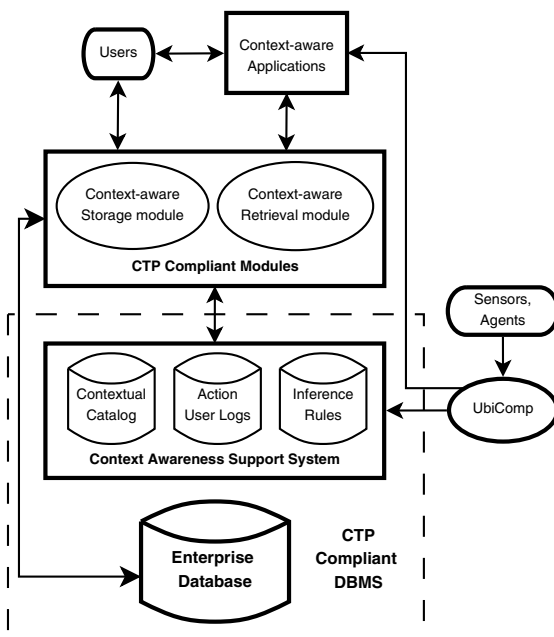 Users
Context-aware
Applications
Context-aware
Storage module
Context-aware
Retrieval module
CTP Compliant Modules
Sensors,
Agents
Contextual
Catalog
Action
User Logs
Inference
Rules
UbiComp
Context Awareness Support System
Enterprise
Database
CTP
Compliant
DBMS